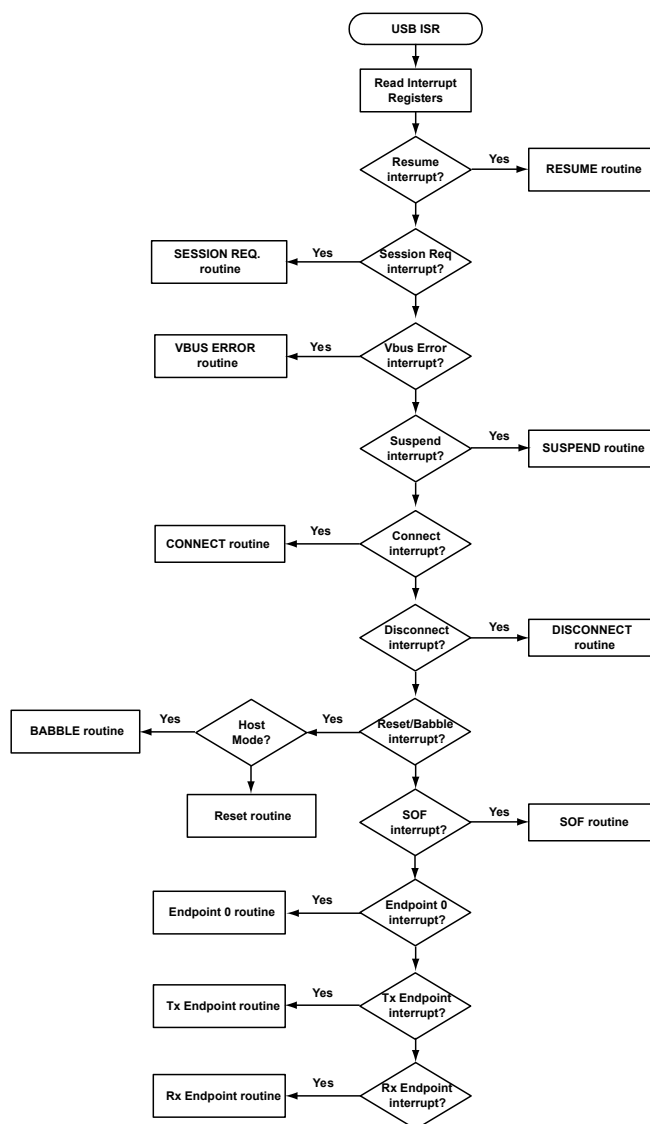 USB ISR
Read Interrupt
Registers
Resume
interrupt?
Yes
RESUME routine
SESSION REQ.
routine
Yes
Session Req
interrupt?
VBUS ERROR
routine
Yes
Vbus Error
interrupt?
Suspend
interrupt?
Yes
SUSPEND routine
CONNECT routine
Yes
Connect
interrupt?
Disconnect
interrupt?
Yes
DISCONNECT
routine
BABBLE routine
Yes
Host
Mode?
Yes
Reset/Babble
interrupt?
Reset routine
SOF
interrupt?
Yes
SOF routine
Endpoint 0 routine
Yes
Endpoint 0
interrupt?
Tx Endpoint routine
Yes
Tx Endpoint
interrupt?
Rx Endpoint routine
Yes
Rx Endpoint
interrupt?